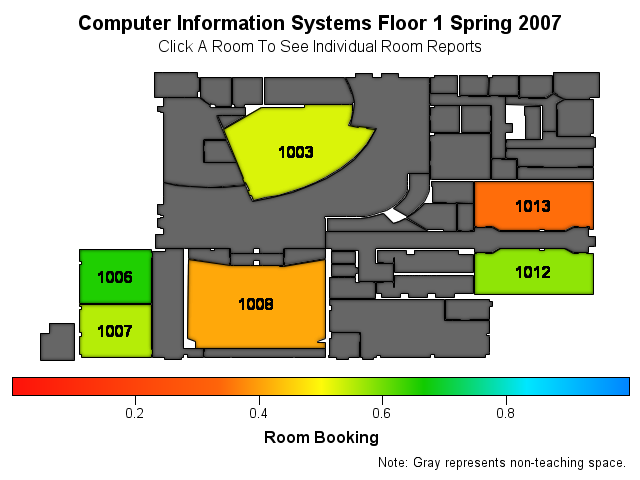 Computer Information Systems Floor 1 Spring 2007
Click A Room To See Individual Room Reports
1003
1013
1006
1012
1008
1007
0.2 0.4 0.6 0.8
Room Booking
Note: Gray represents non-teaching space.